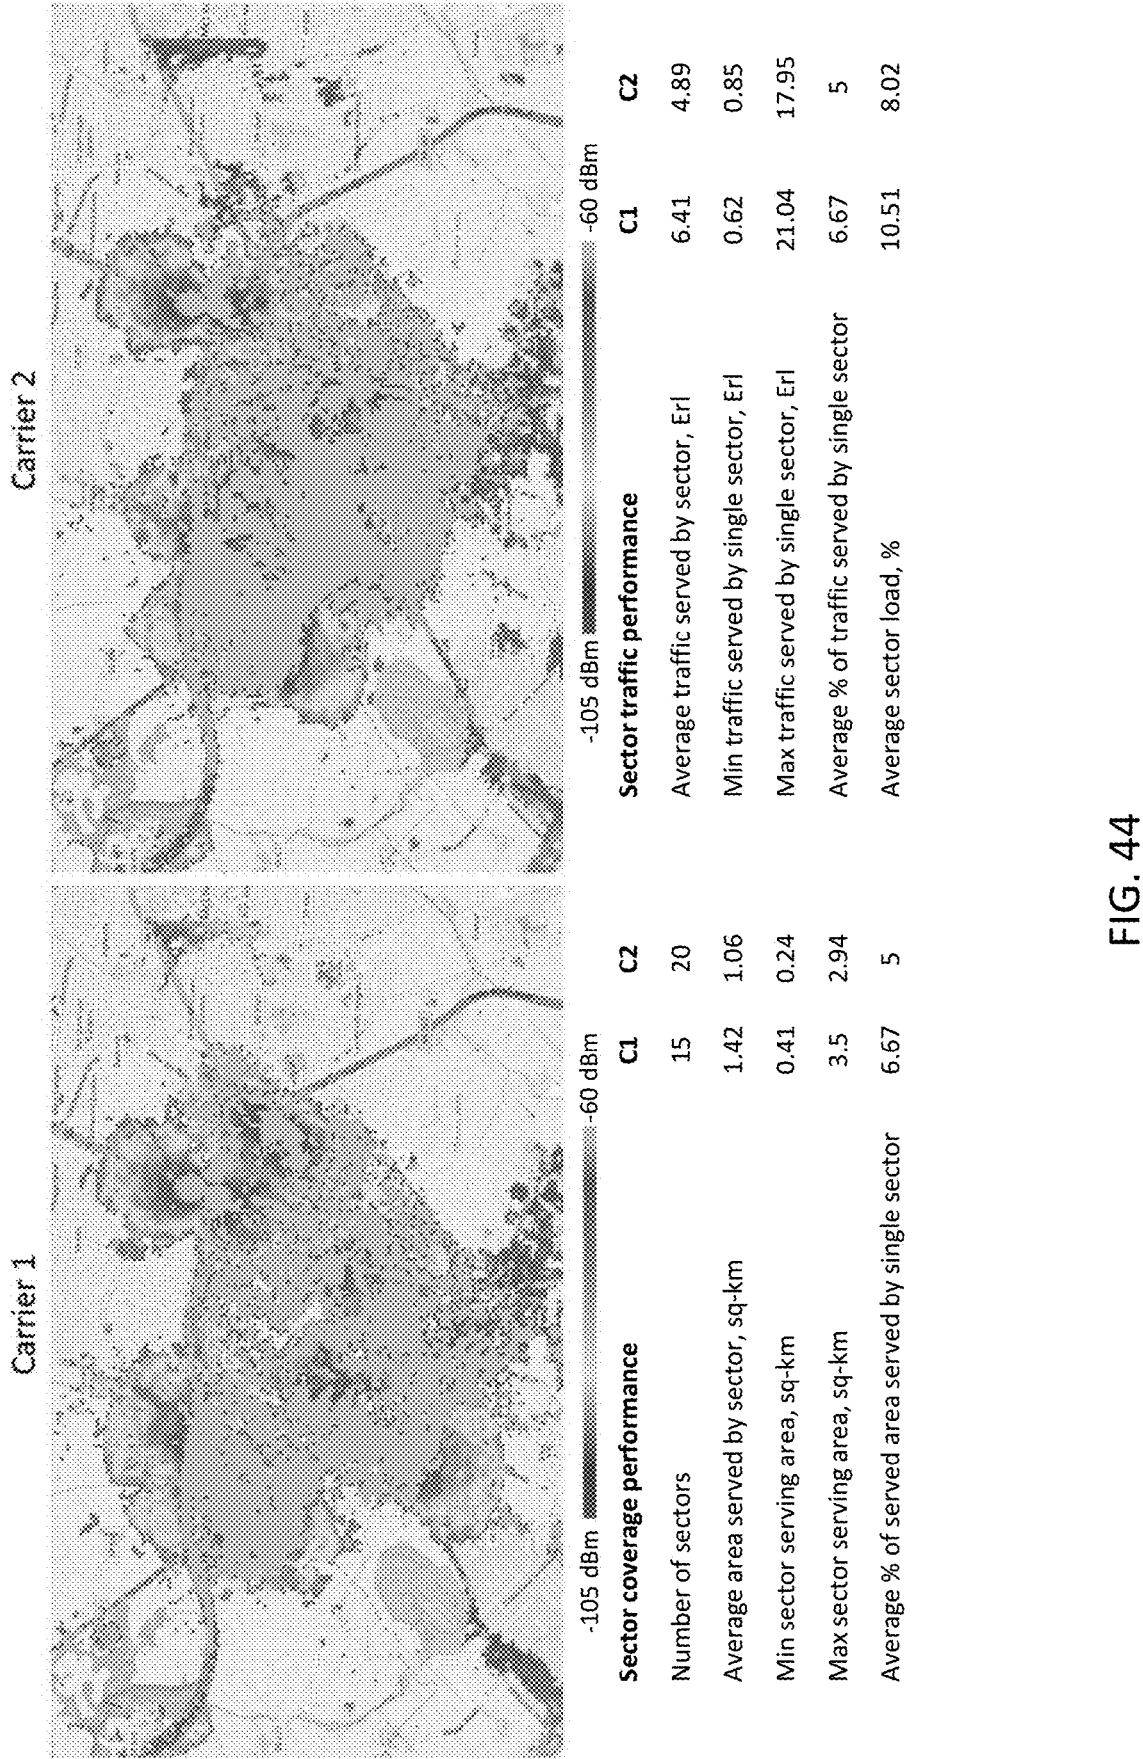 Carrier 1
Carrier 2
-105 dBm -60 dBm
-105 dBm -60 dBm
Sector coverage performance C1 C2
Number of sectors 15 20
Average area served by sector, sq-km 1.42 1.06
Min sector serving area, sq-km 0.41 0.24
Max sector serving area, sq-km 3.5 2.94
Average % of served area served by single sector 6.67 5
Sector traffic performance C1 C2
Average traffic served by sector, Erl 6.41 4.89
Min traffic served by single sector, Erl 0.62 0.85
Max traffic served by single sector, Erl 21.04 17.95
Average % of traffic served by single sector 6.67 5
Average sector load, % 10.51 8.02
FIG. 44